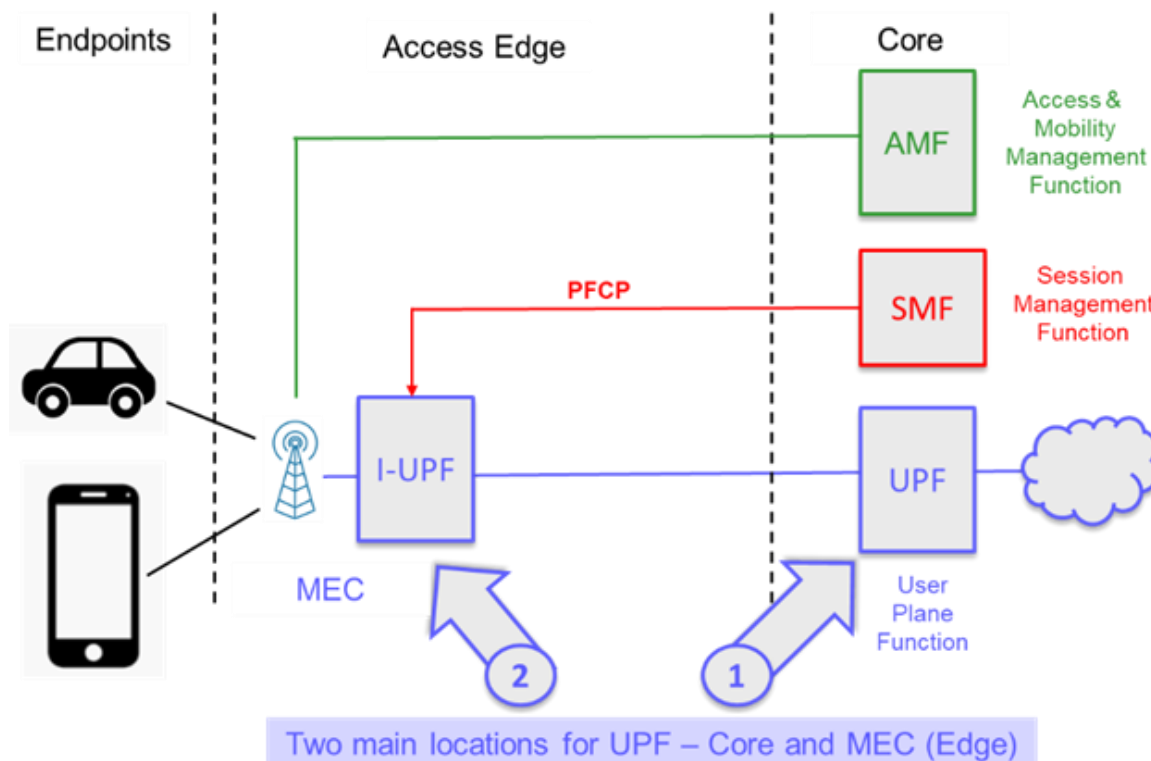 Endpoints
Access Edge
Core
AMF
Access &
Mobility
Management
Function
PFCP
SMF
Session
Management
Function
I-UPF
UPF
MEC
User
Plane
Function
2
1
Two main locations for UPF – Core and MEC (Edge)